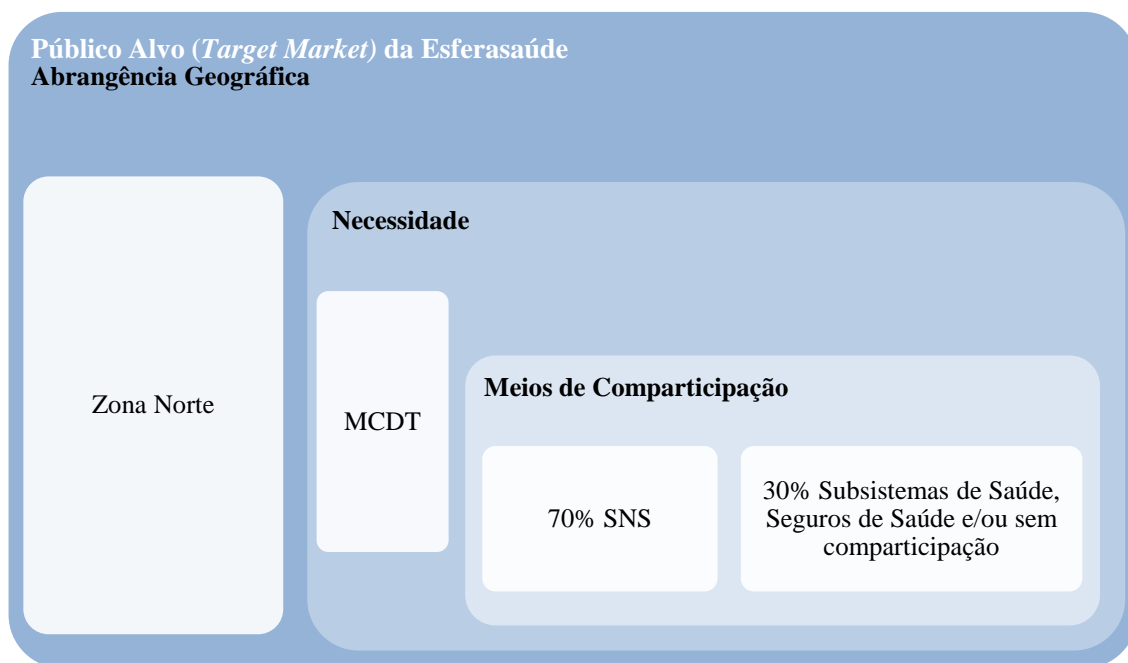 Público Alvo (Target Market) da Esferasaúde
Abrangência Geográfica
Zona Norte
Necessidade
MCDT
Meios de Comparticipação
70% SNS
30% Subsistemas de Saúde,
Seguros de Saúde e/ou sem
comparticipação